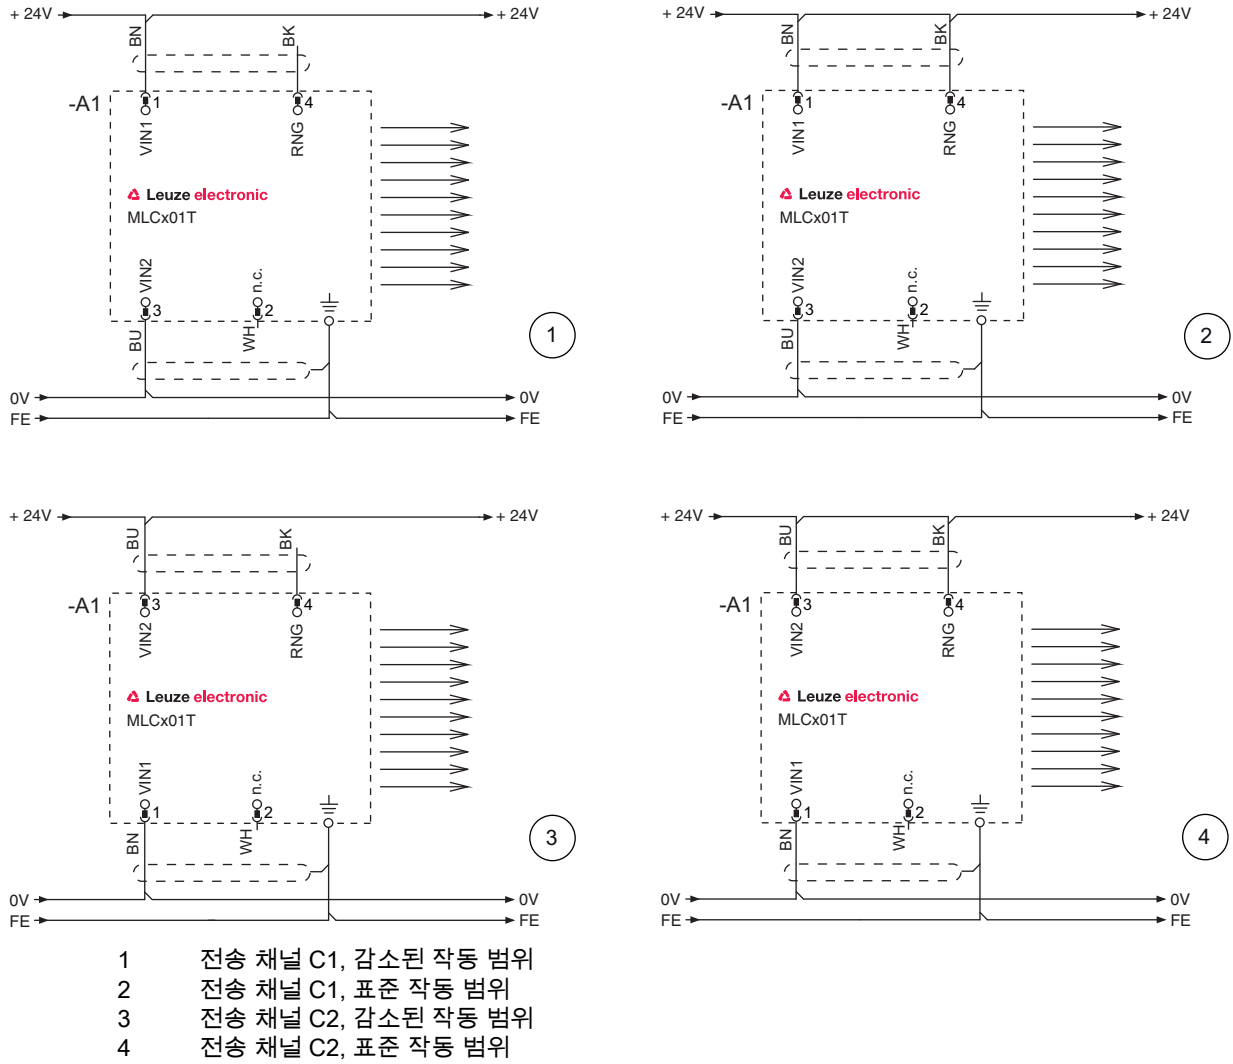 + 24V
+ 24V
BN
BK
-A1
1
4
VIN1
RNG
Leuze electronic
MLCx01T
VIN2
n.c.
3
2
BU
WH
1
0V
0V
FE
FE
+ 24V
+ 24V
BN
BK
-A1
1
4
VIN1
RNG
Leuze electronic
MLCx01T
VIN2
n.c.
3
2
BU
WH
2
0V
0V
FE
FE
+ 24V
+ 24V
BU
BK
-A1
3
4
VIN2
RNG
Leuze electronic
MLCx01T
VIN1
n.c.
1
2
BN
WH
3
0V
0V
FE
FE
+ 24V
+ 24V
BU
BK
-A1
3
4
VIN2
RNG
Leuze electronic
MLCx01T
VIN1
n.c.
1
2
BN
WH
4
0V
0V
FE
FE
1 전송 채널 C1, 감소된 작동 범위
2 전송 채널 C1, 표준 작동 범위
3 전송 채널 C2, 감소된 작동 범위
4 전송 채널 C2, 표준 작동 범위